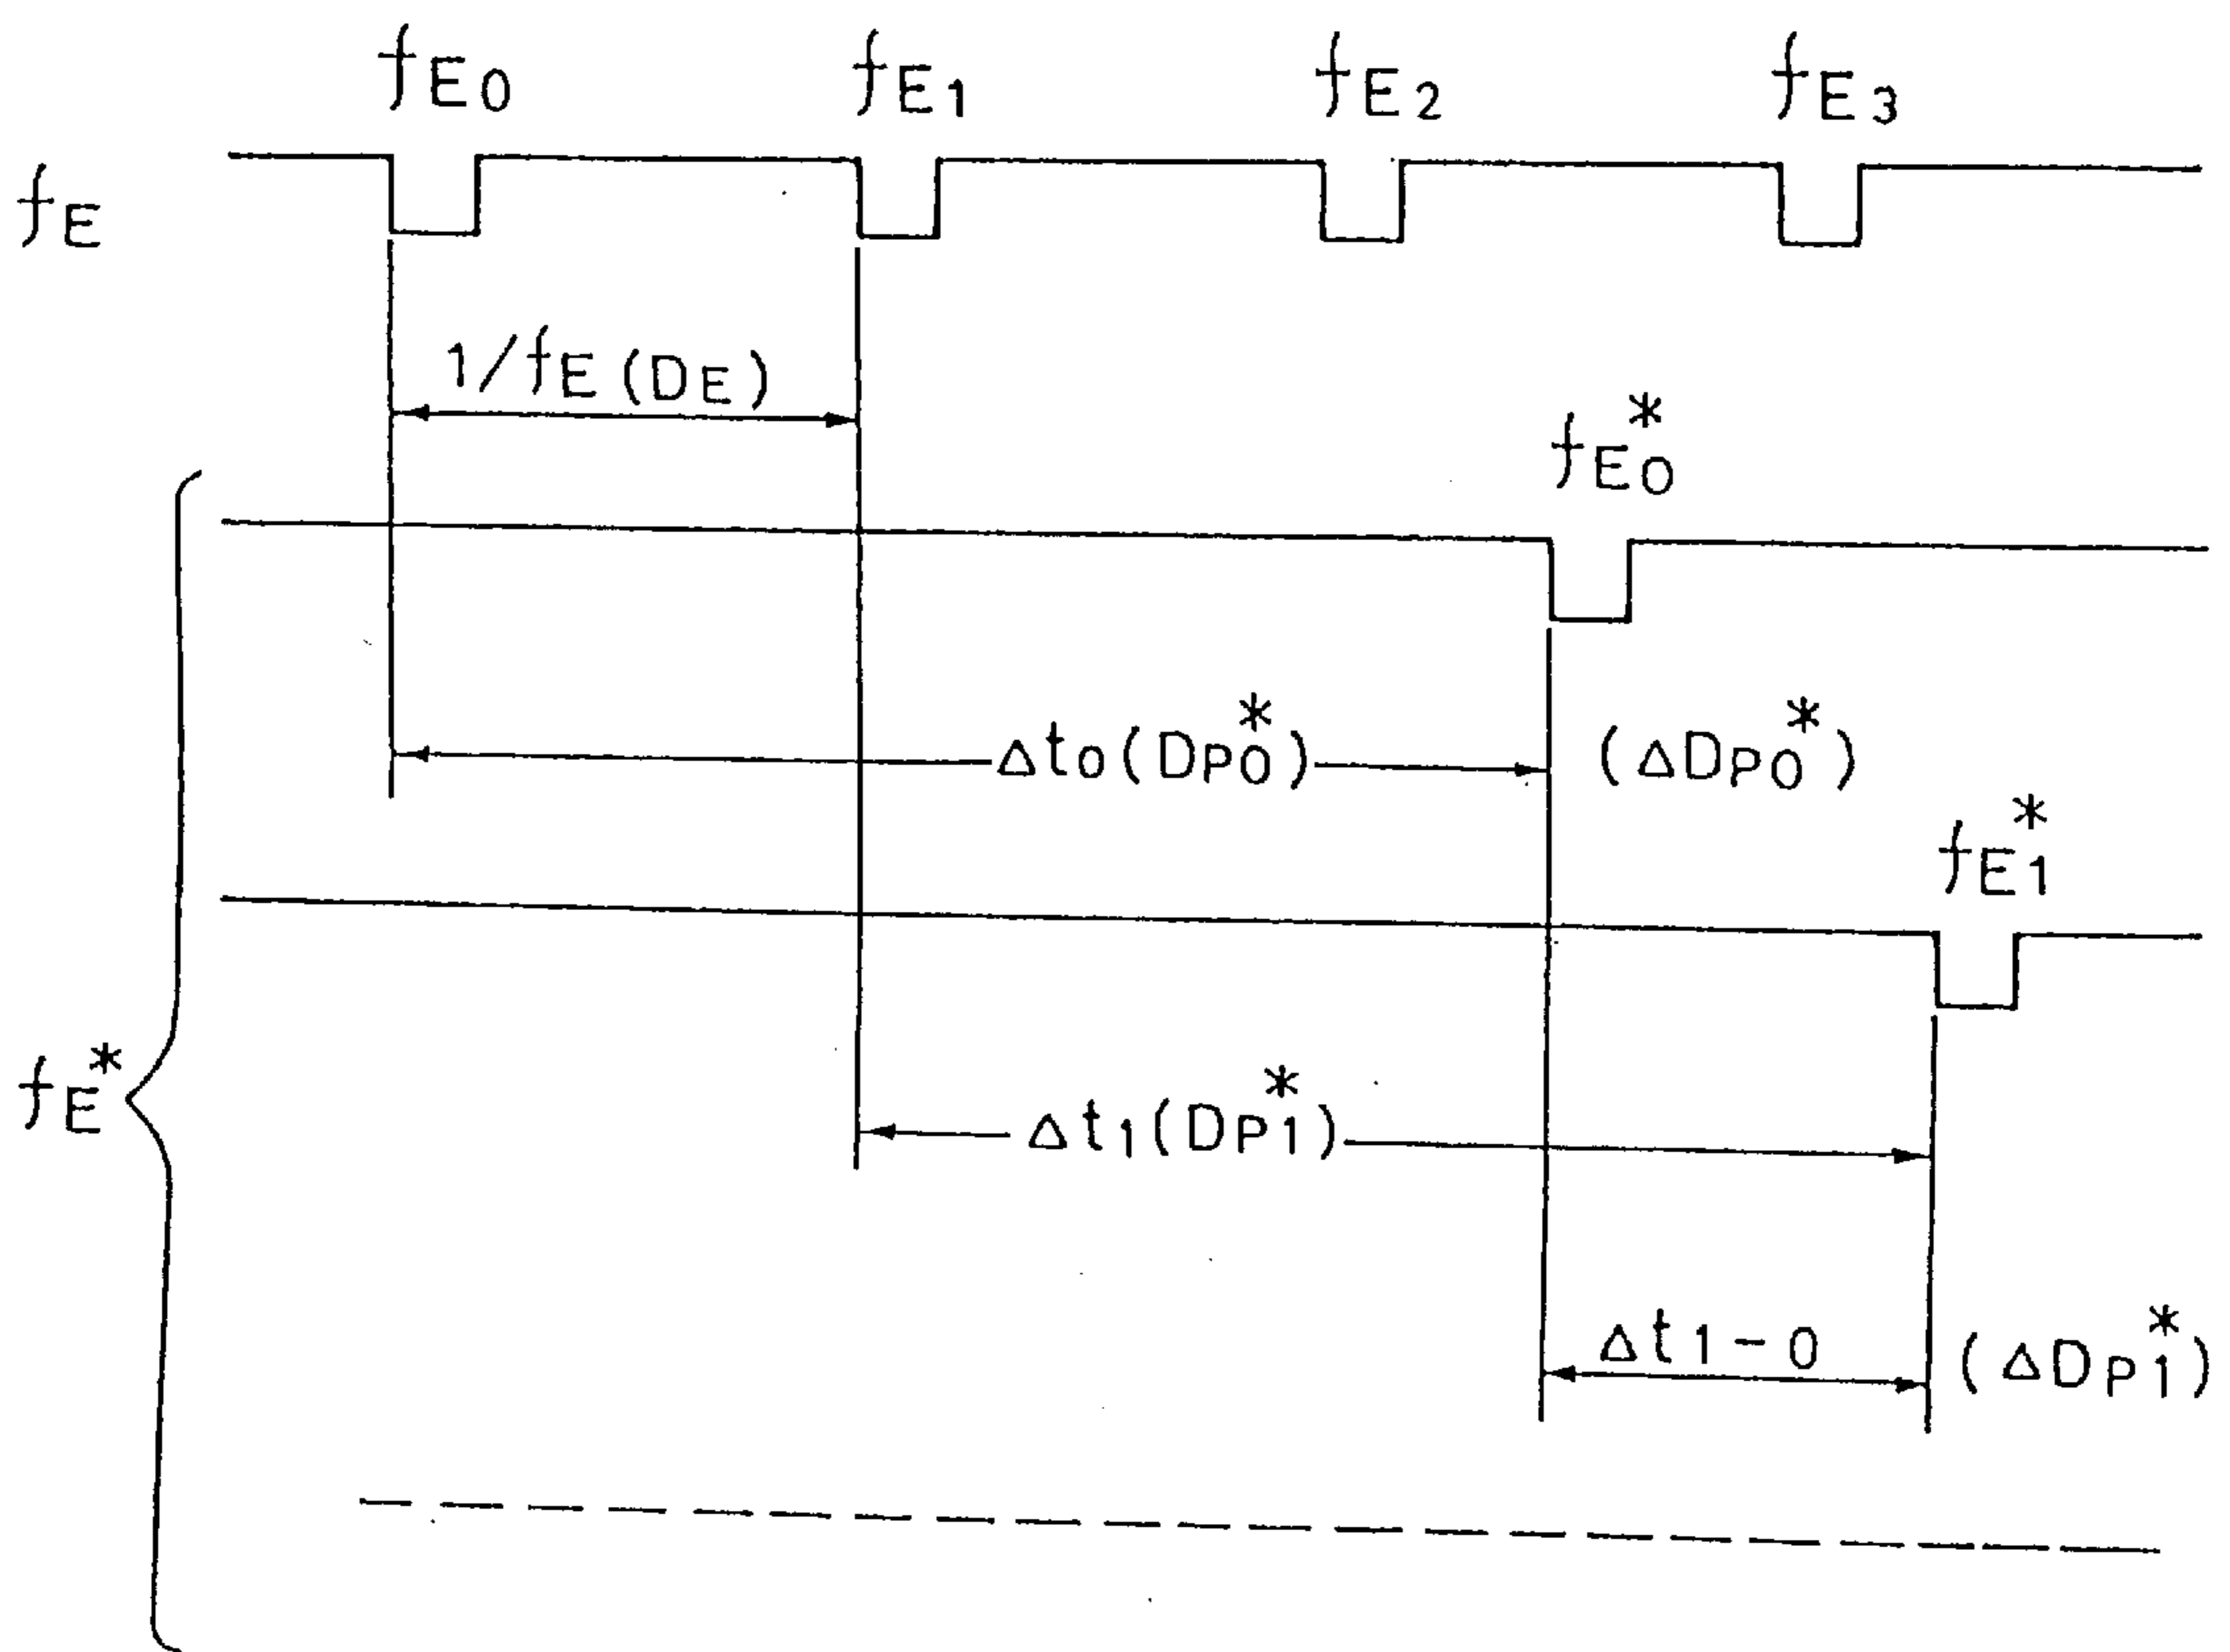 fE0 fE1 fE2 fE3
fE
1/fE(DE)
fE0*
Δt0(DP0*) (ΔDP0*)
fE1*
fE*
Δt1(DP1*)
Δt1-0 (ΔDP1*)